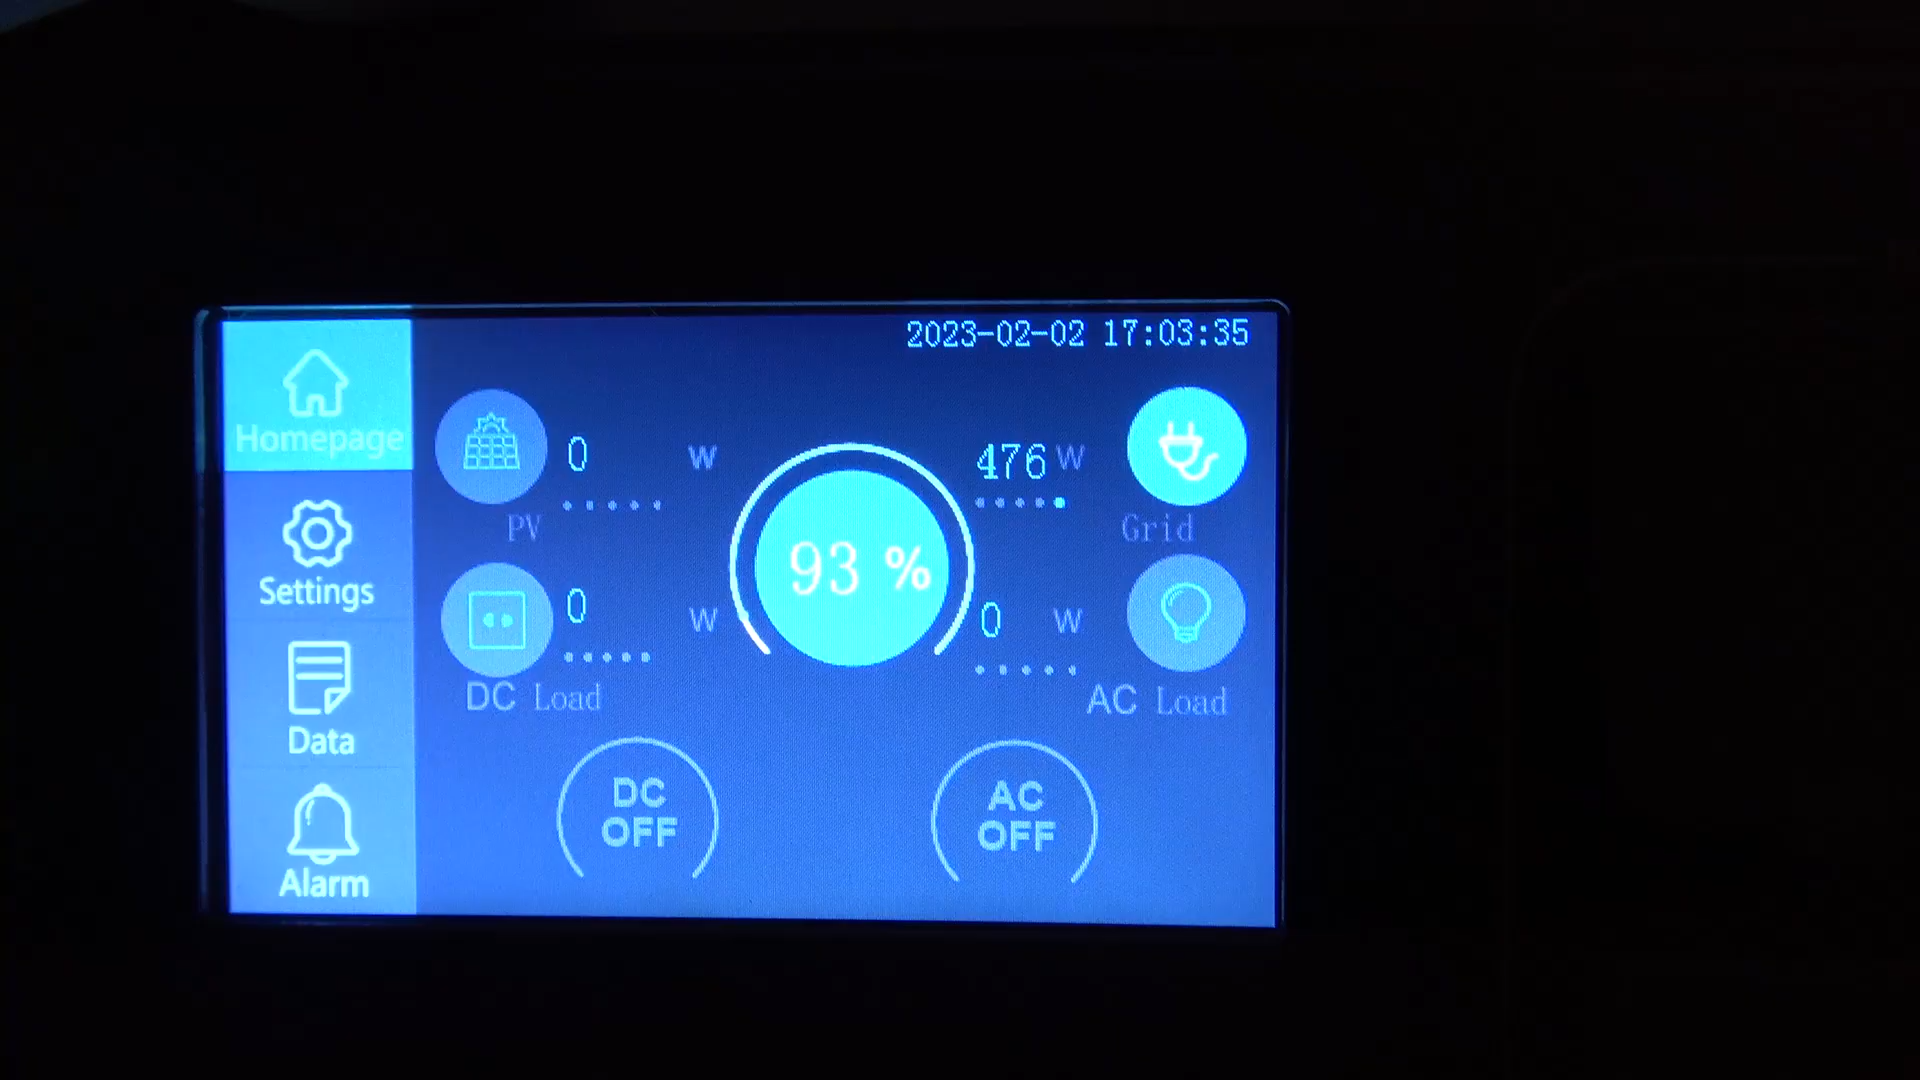 2023-02-02 17:03:35
Homepage
Settings
Data
Alarm
0 W
PV
476 W
Grid
93 %
0 W
DC Load
0 W
AC Load
DC
OFF
AC
OFF